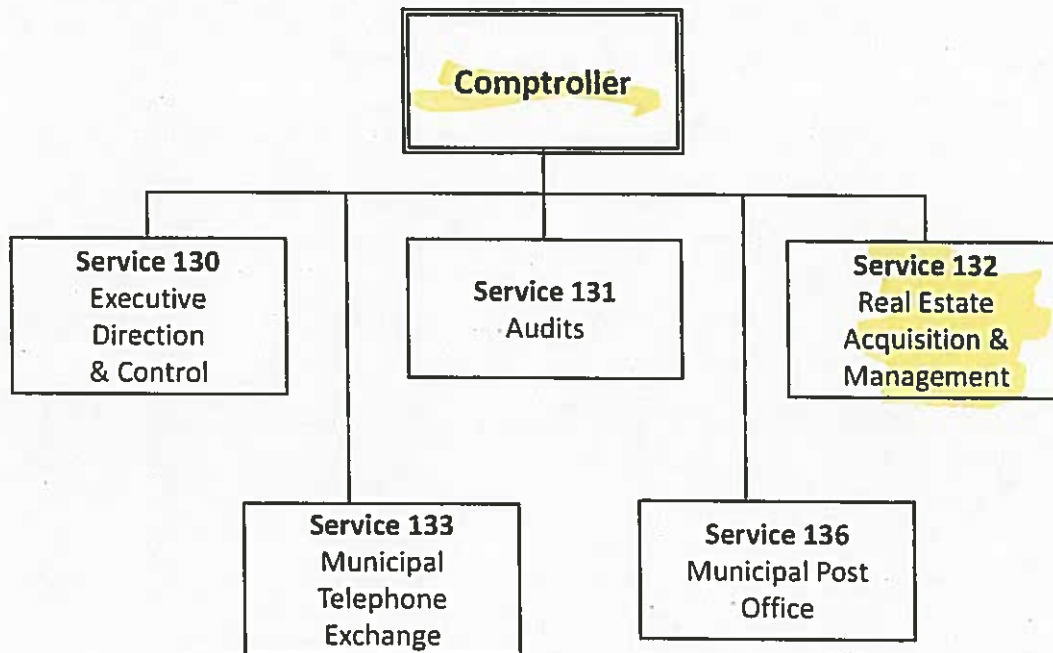 Comptroller
Service 130
Executive
Direction
& Control
Service 131
Audits
Service 132
Real Estate
Acquisition &
Management
Service 133
Municipal
Telephone
Exchange
Service 136
Municipal Post
Office